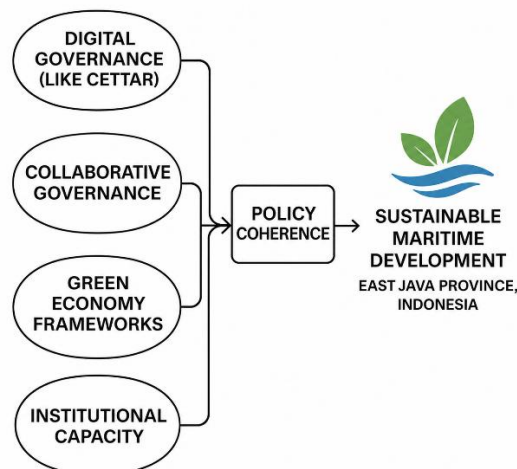 DIGITAL
GOVERNANCE
(LIKE CETTAR)
COLLABORATIVE
GOVERNANCE
GREEN
ECONOMY
FRAMEWORKS
INSTITUTIONAL
CAPACITY
POLICY
COHERENCE
SUSTAINABLE
MARITIME
DEVELOPMENT
EAST JAVA PROVINCE,
INDONESIA